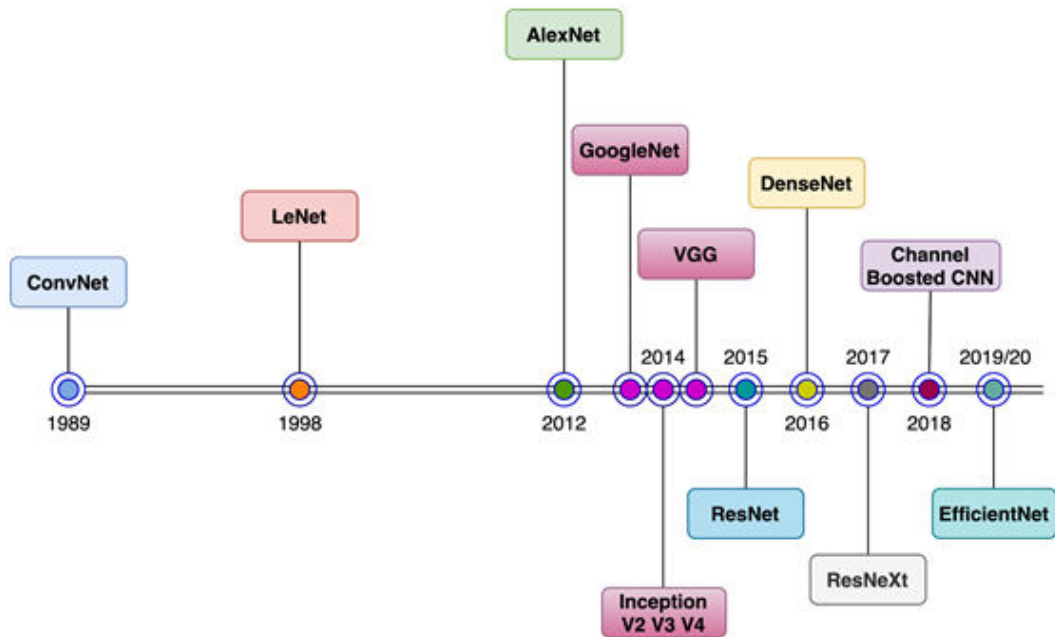 AlexNet
GoogleNet
DenseNet
LeNet
VGG
Channel
Boosted CNN
ConvNet
2014
2015
2017
2019/20
1989
1998
2012
2016
2018
ResNet
EfficientNet
ResNeXt
Inception
V2 V3 V4